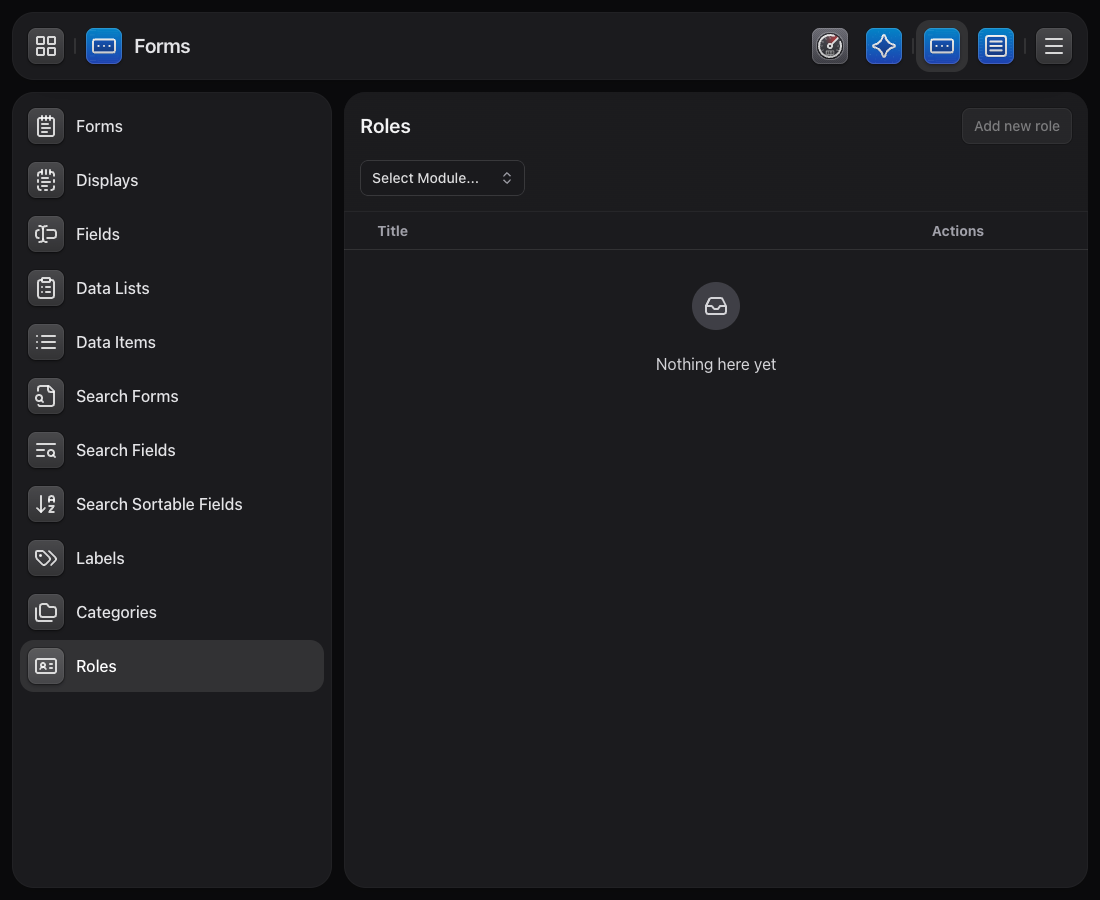 Forms
Forms
Displays
Fields
Data Lists
Data Items
Search Forms
Search Fields
Search Sortable Fields
Labels
Categories
Roles
Roles
Add new role
Select Module...
Title
Actions
Nothing here yet